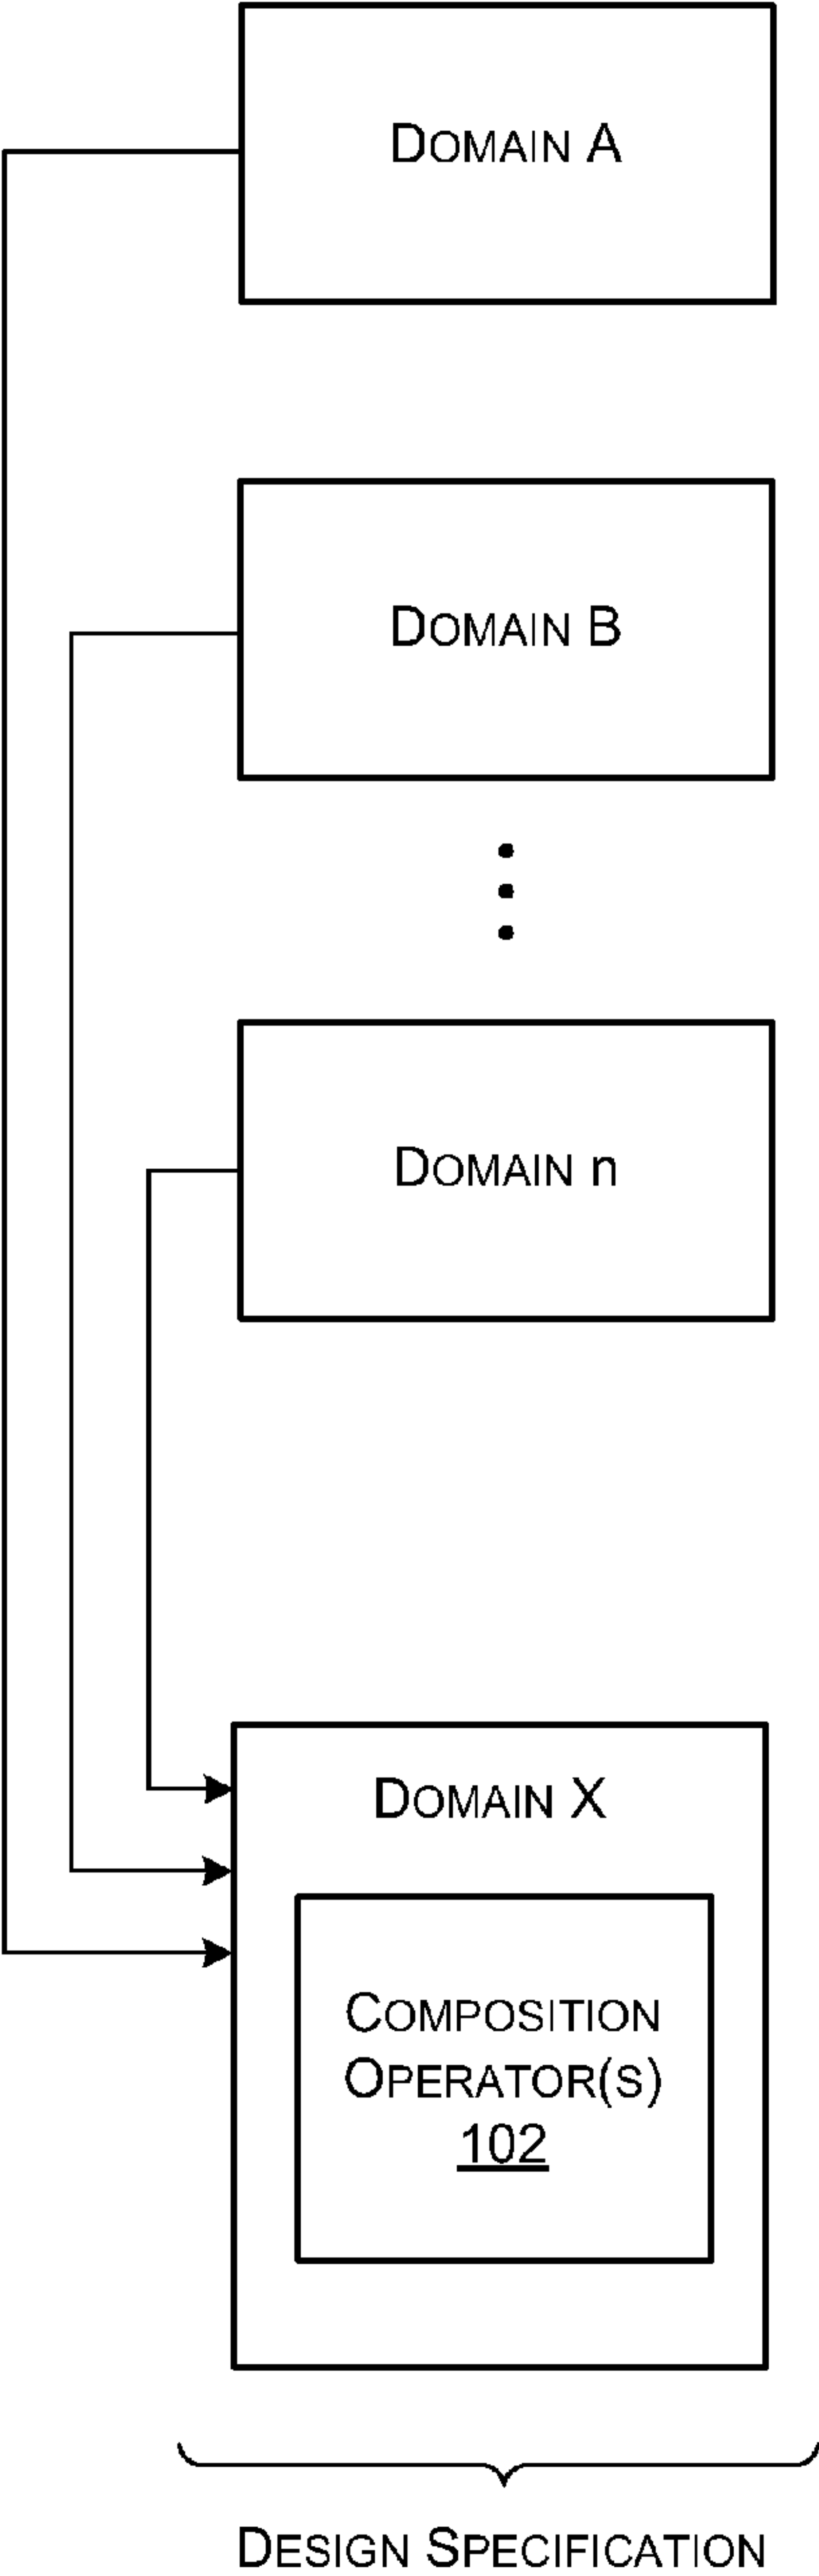 DOMAIN A
DOMAIN B
DOMAIN n
DOMAIN X
COMPOSITION
OPERATOR(S)
102
DESIGN SPECIFICATION